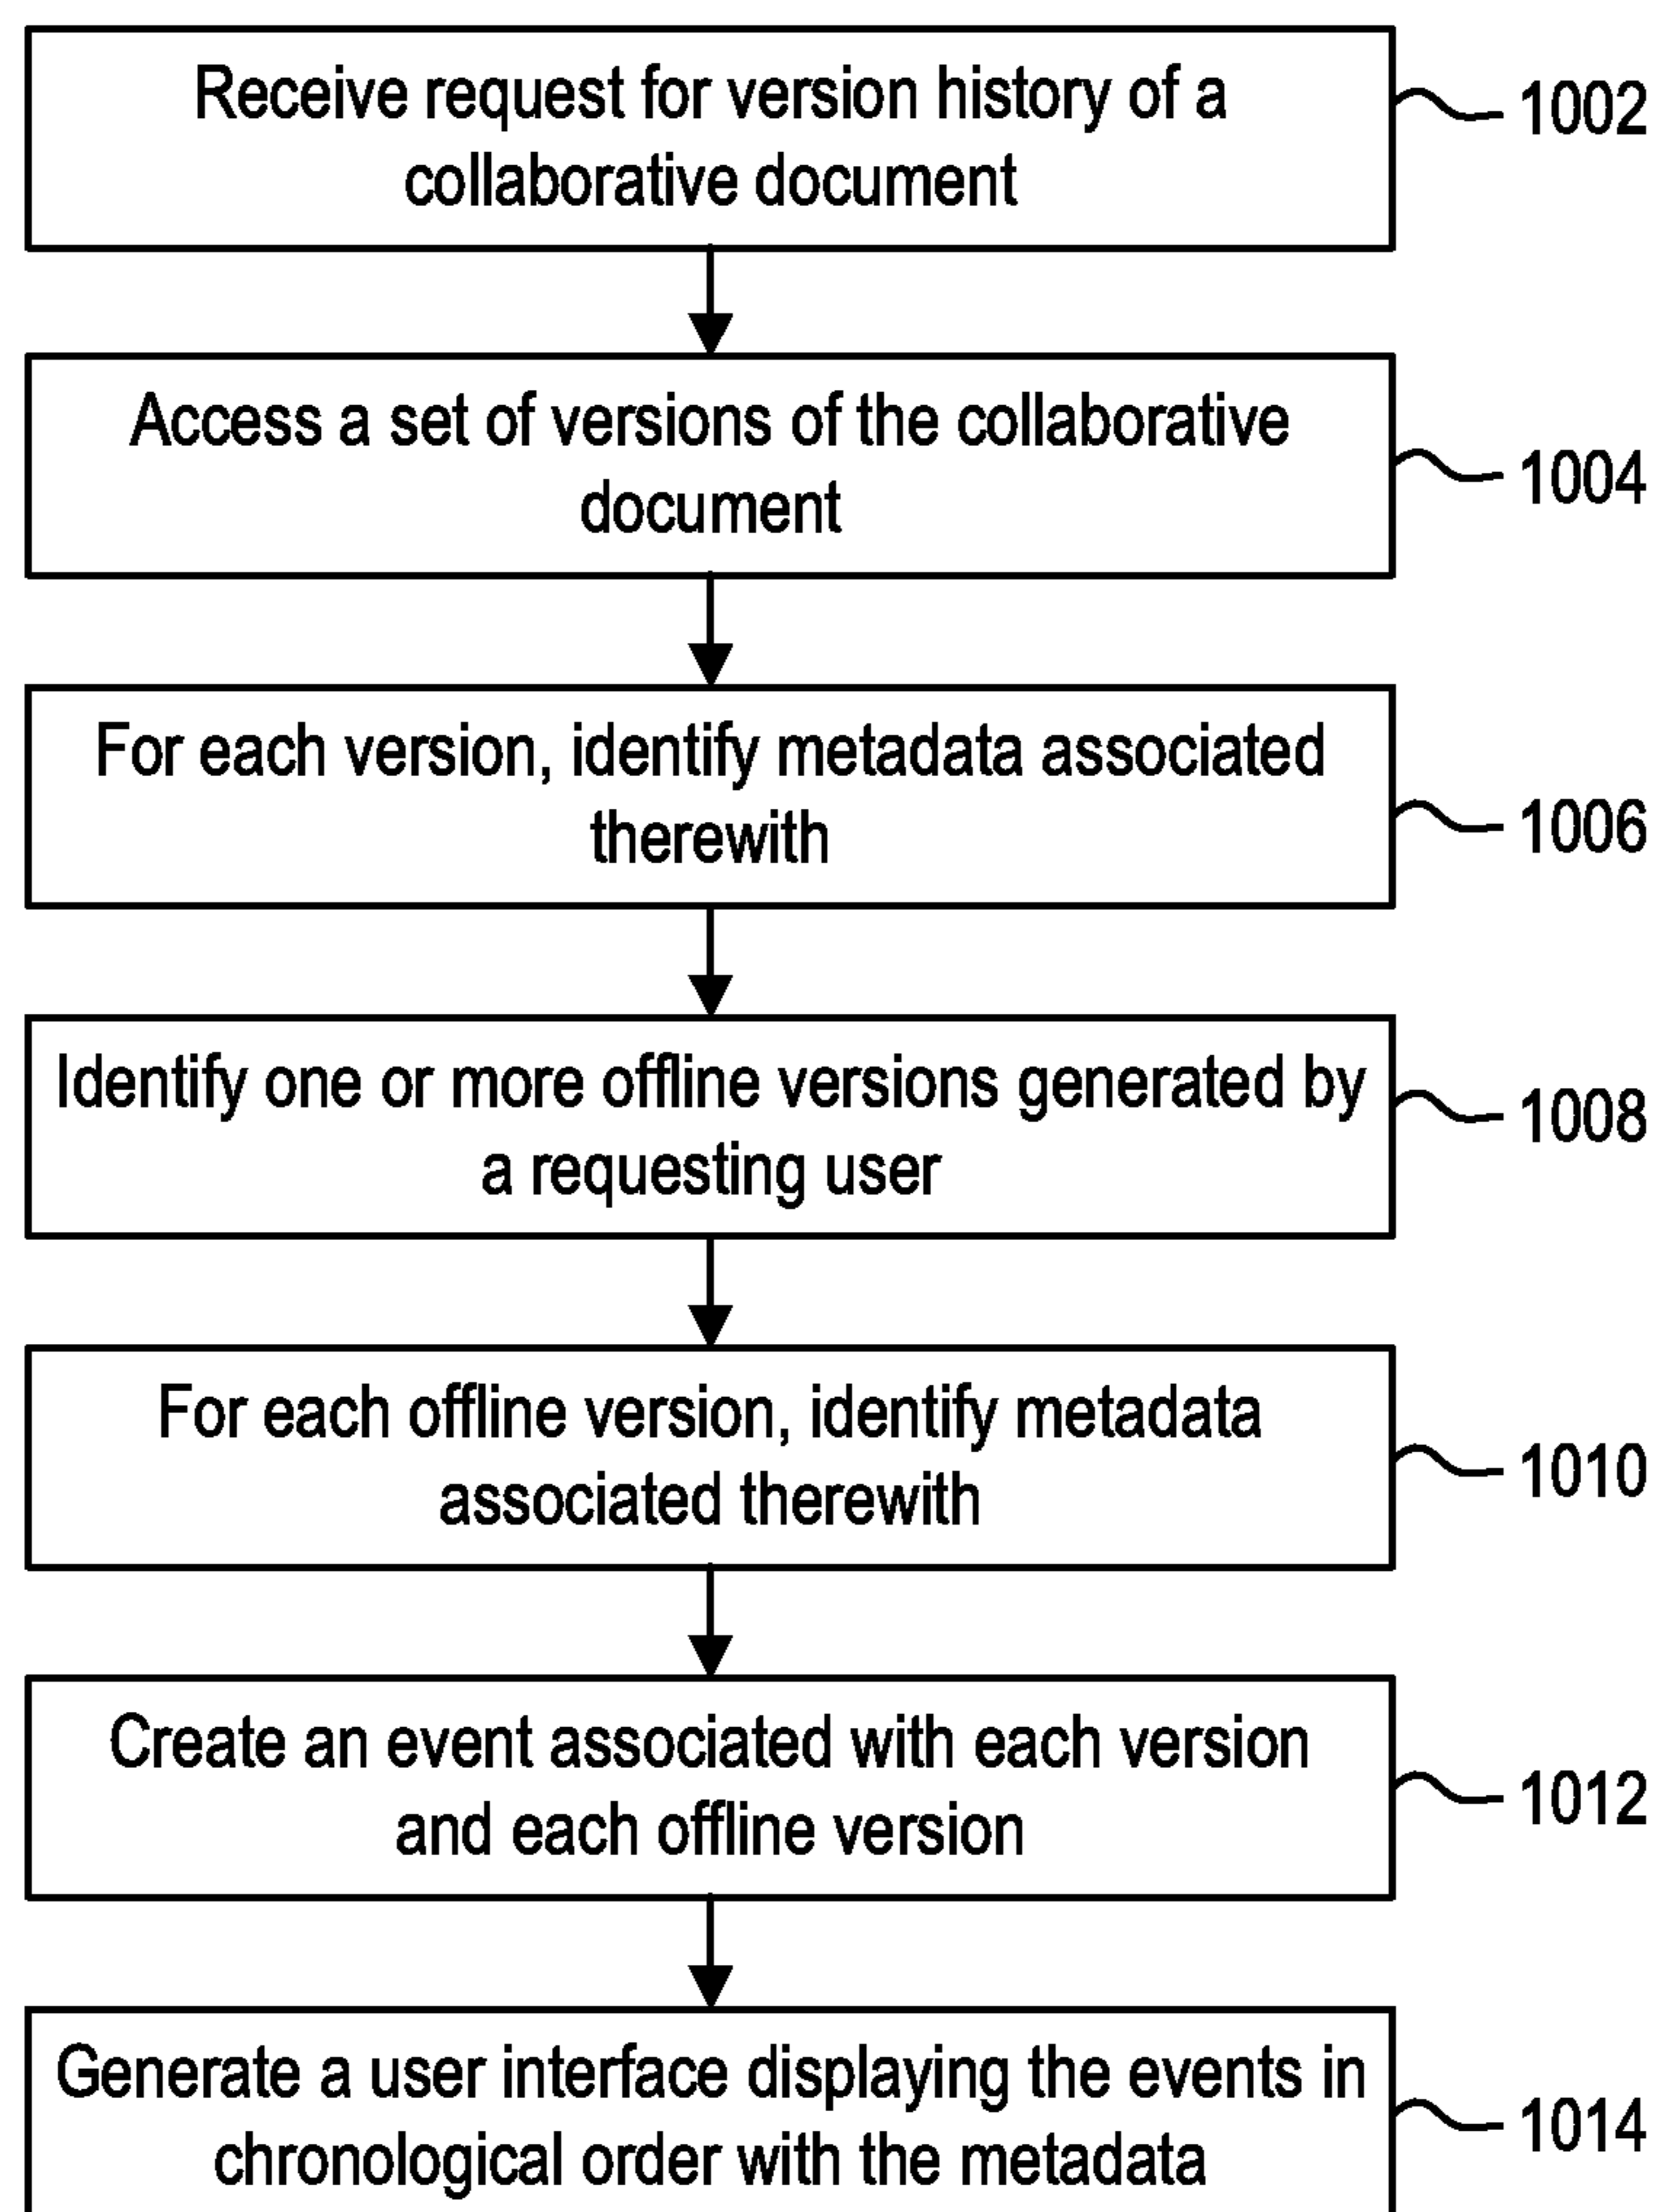 Receive request for version history of a
collaborative document
1002
Access a set of versions of the collaborative
document
1004
For each version, identify metadata associated
therewith
1006
Identify one or more offline versions generated by
a requesting user
1008
For each offline version, identify metadata
associated therewith
1010
Create an event associated with each version
and each offline version
1012
Generate a user interface displaying the events in
chronological order with the metadata
1014